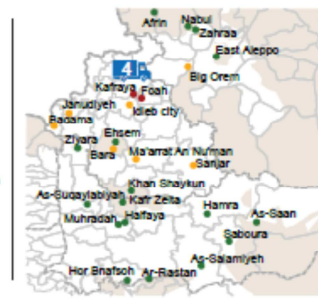 Afrin
Nabul
Zahraa
East Aleppo
4
Big Orem
Kafraya
Foah
Janudiyeh
Idleb city
Badama
Ziyara
Ehsem
Bara
Ma'arrat An Nu'man
Sanjar
Khan Shaykun
As-Suqaylabiyah
Kafr Zeita
Hamra
As-Saan
Muhradah
Halfaya
Saboura
As-Salamiyeh
Hor Bnafsoh
Ar-Rastan